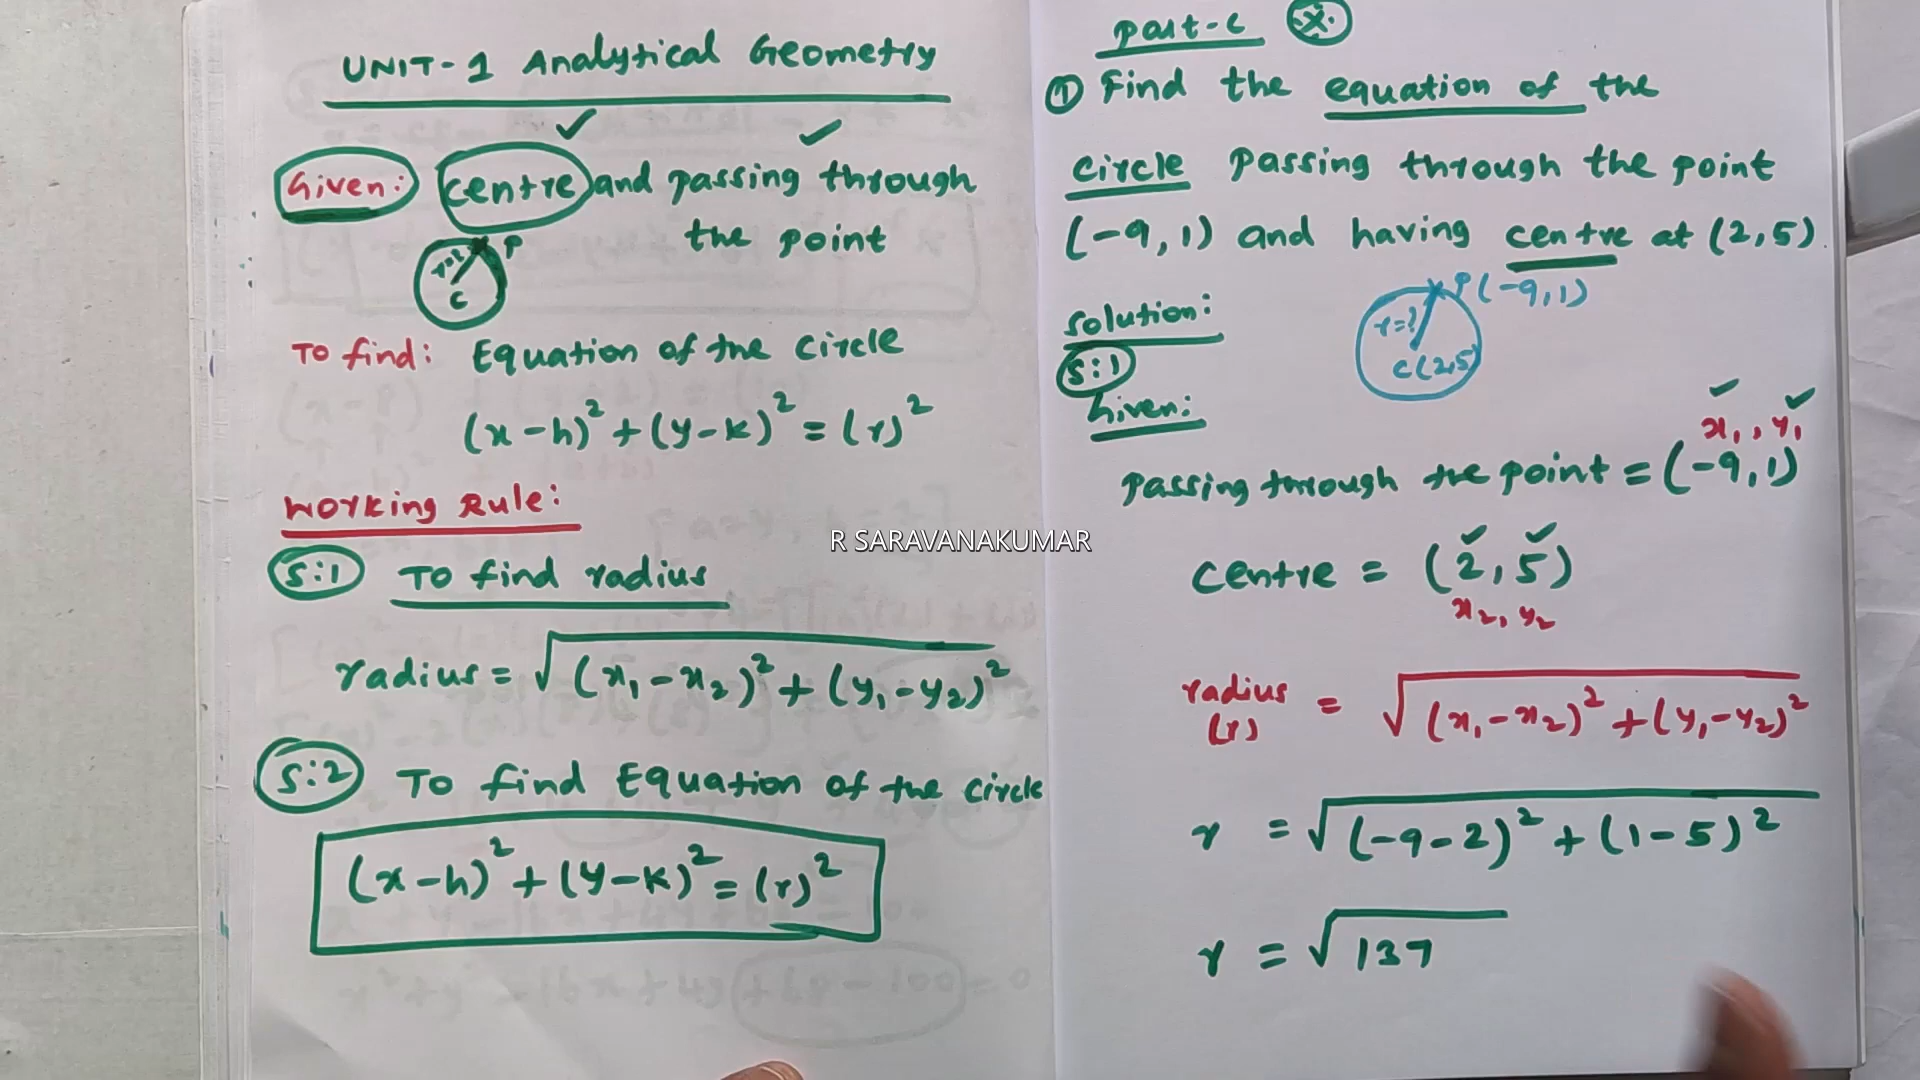 UNIT-1 Analytical Geometry
Given: Centre and passing through
the point
P
r=?
C
To find: Equation of the circle
(x-h)²+(y-k)²=(r)²
Working Rule:
S:1 To find radius
radius=√(x₁-x₂)²+(y₁-y₂)²
S:2 To find Equation of the circle
(x-h)²+(y-k)²=(r)²
Part-C
① Find the equation of the
circle passing through the point
(-9,1) and having centre at (2,5).
P(-9,1)
r=?
C(2,5)
Solution:
S:1
Given:
x₁, y₁
Passing through the point = (-9,1)
Centre = (2,5)
x₂, y₂
radius = √(x₁-x₂)²+(y₁-y₂)²
(r)
r = √(-9-2)²+(1-5)²
r = √137
R SARAVANAKUMAR